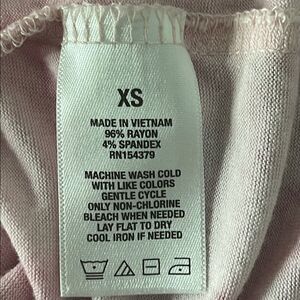 XS
MADE IN VIETNAM
96% RAYON
4% SPANDEX
RN154379
MACHINE WASH COLD
WITH LIKE COLORS
GENTLE CYCLE
ONLY NON-CHLORINE
BLEACH WHEN NEEDED
LAY FLAT TO DRY
COOL IRON IF NEEDED